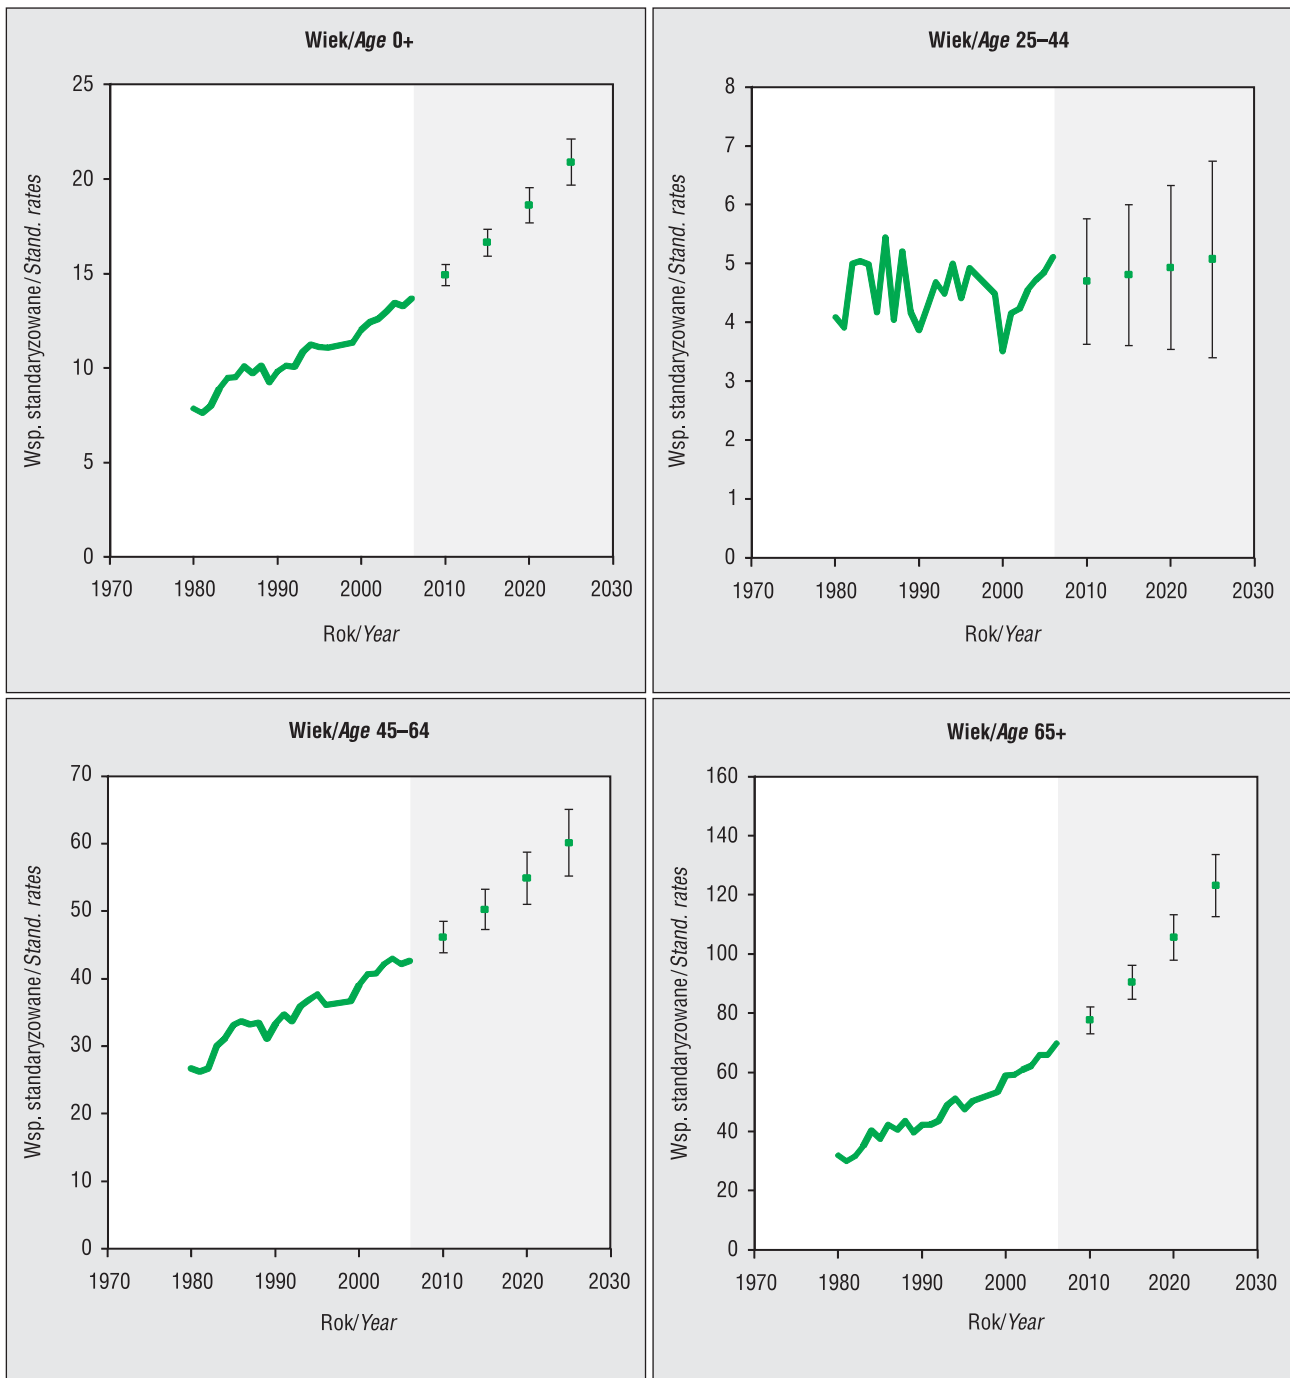 Wiek/Age 0+
Wsp. standaryzowane/Stand. rates
25
20
15
10
5
0
1970 1980 1990 2000 2010 2020 2030
Rok/Year
Wiek/Age 25–44
Wsp. standaryzowane/Stand. rates
8
7
6
5
4
3
2
1
0
1970 1980 1990 2000 2010 2020 2030
Rok/Year
Wiek/Age 45–64
Wsp. standaryzowane/Stand. rates
70
60
50
40
30
20
10
0
1970 1980 1990 2000 2010 2020 2030
Rok/Year
Wiek/Age 65+
Wsp. standaryzowane/Stand. rates
160
140
120
100
80
60
40
20
0
1970 1980 1990 2000 2010 2020 2030
Rok/Year